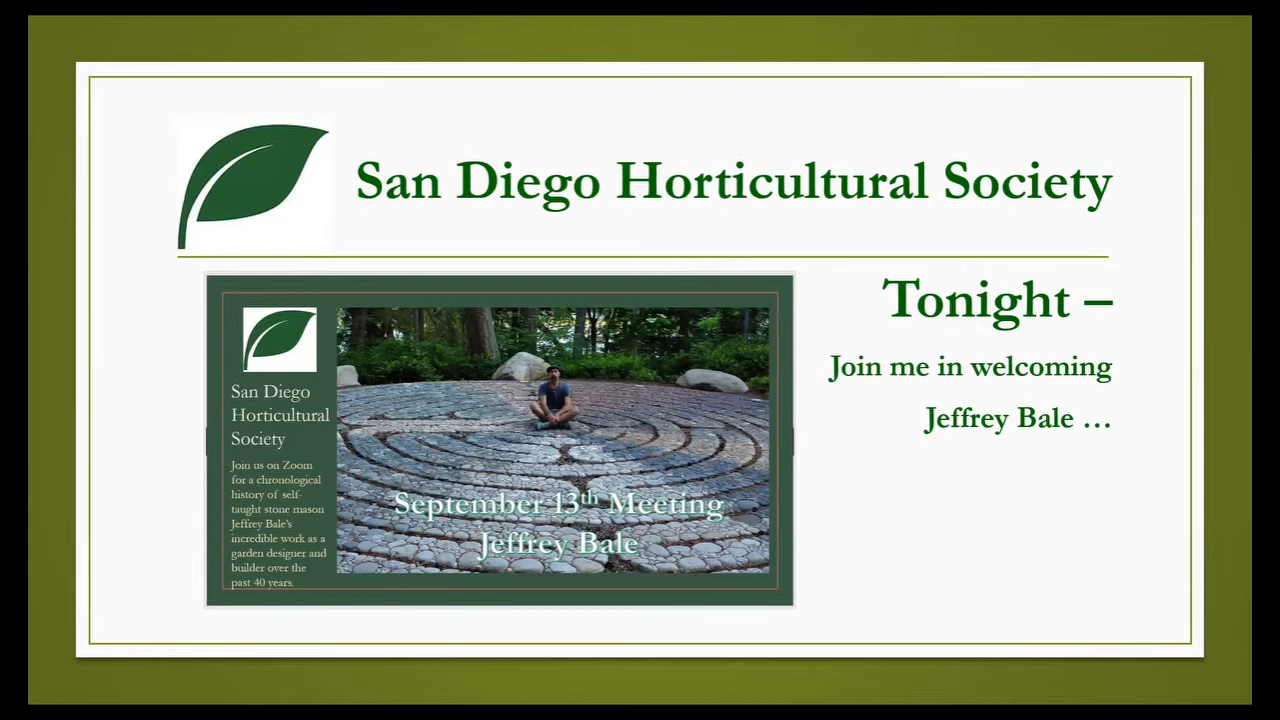 San Diego Horticultural Society
Tonight –
Join me in welcoming
Jeffrey Bale …
San Diego
Horticultural
Society
Join us on Zoom
for a chronological
history of self-
taught stone mason
Jeffrey Bale's
incredible work as a
garden designer and
builder over the
past 40 years.
September 13th Meeting
Jeffrey Bale